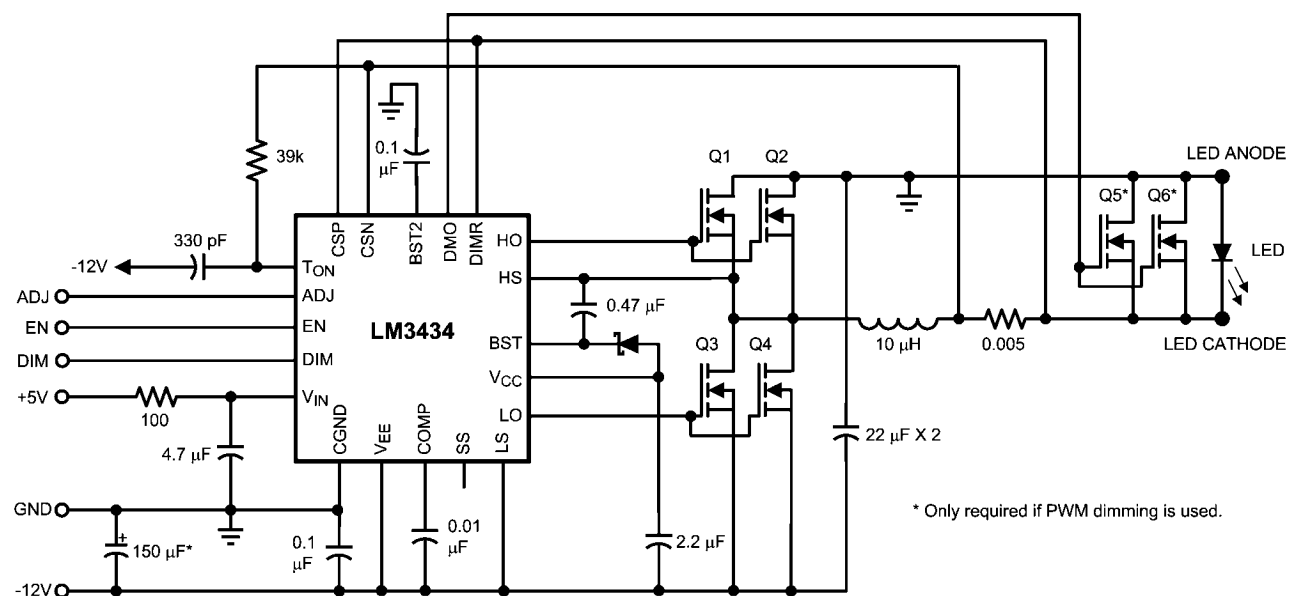 Q1
Q2
LED ANODE
39k
0.1
µF
Q5*
Q6*
330 pF
CSP
CSN
BST2
DMO
DIMR
HO
-12V
TON
HS
LED
ADJ
ADJ
0.47 µF
EN
EN
LM3434
BST
Q3
Q4
10 µH
0.005
LED CATHODE
DIM
DIM
VCC
+5V
VIN
LO
100
CGND
VEE
COMP
SS
LS
22 µF X 2
4.7 µF
GND
* Only required if PWM dimming is used.
+
150 µF*
0.1
µF
0.01
µF
2.2 µF
-12V